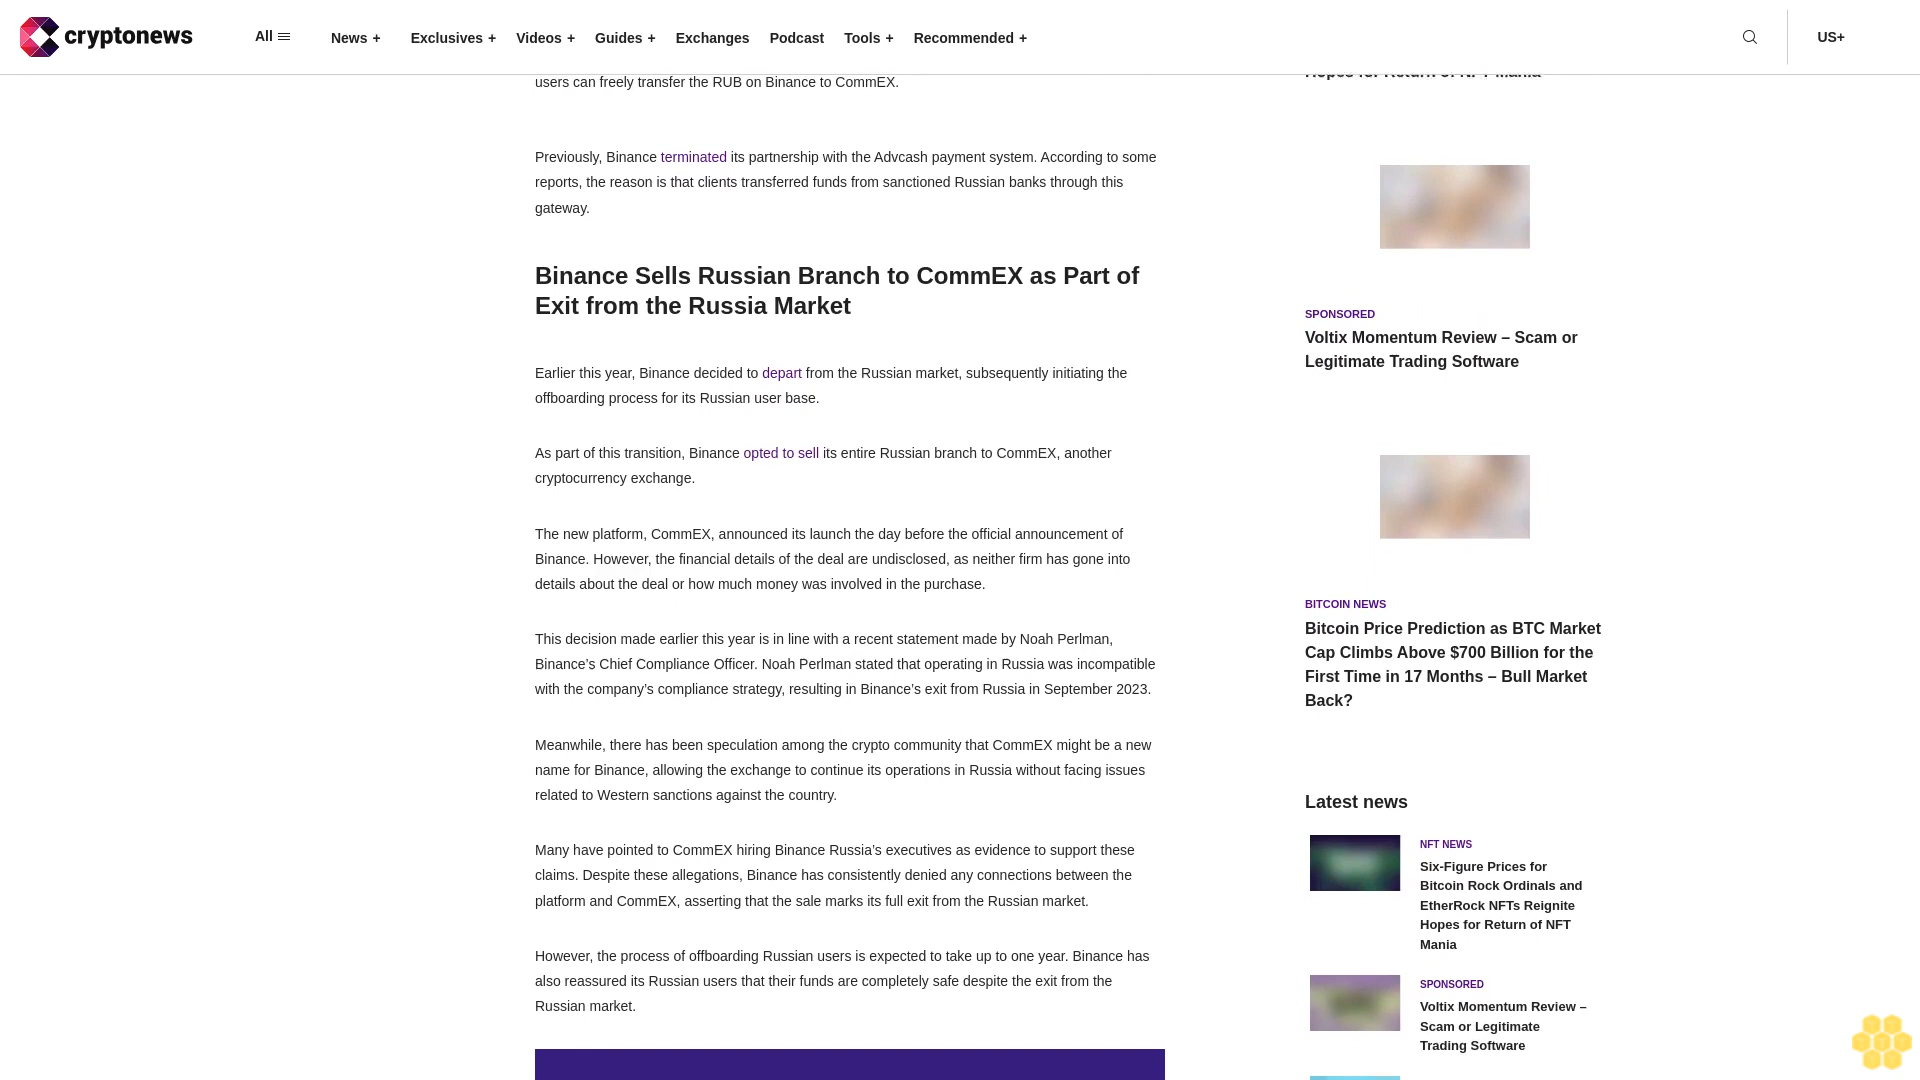 cryptonews
All
News +
Exclusives +
Videos +
Guides +
Exchanges
Podcast
Tools +
Recommended +
US+
users can freely transfer the RUB on Binance to CommEX.
Previously, Binance terminated its partnership with the Advcash payment system. According to some
reports, the reason is that clients transferred funds from sanctioned Russian banks through this
gateway.
Binance Sells Russian Branch to CommEX as Part of
Exit from the Russia Market
Earlier this year, Binance decided to depart from the Russian market, subsequently initiating the
offboarding process for its Russian user base.
As part of this transition, Binance opted to sell its entire Russian branch to CommEX, another
cryptocurrency exchange.
The new platform, CommEX, announced its launch the day before the official announcement of
Binance. However, the financial details of the deal are undisclosed, as neither firm has gone into
details about the deal or how much money was involved in the purchase.
This decision made earlier this year is in line with a recent statement made by Noah Perlman,
Binance’s Chief Compliance Officer. Noah Perlman stated that operating in Russia was incompatible
with the company’s compliance strategy, resulting in Binance’s exit from Russia in September 2023.
Meanwhile, there has been speculation among the crypto community that CommEX might be a new
name for Binance, allowing the exchange to continue its operations in Russia without facing issues
related to Western sanctions against the country.
Many have pointed to CommEX hiring Binance Russia’s executives as evidence to support these
claims. Despite these allegations, Binance has consistently denied any connections between the
platform and CommEX, asserting that the sale marks its full exit from the Russian market.
However, the process of offboarding Russian users is expected to take up to one year. Binance has
also reassured its Russian users that their funds are completely safe despite the exit from the
Russian market.
Hopes for Return of NFT Mania
SPONSORED
Voltix Momentum Review – Scam or
Legitimate Trading Software
BITCOIN NEWS
Bitcoin Price Prediction as BTC Market
Cap Climbs Above $700 Billion for the
First Time in 17 Months – Bull Market
Back?
Latest news
NFT NEWS
Six-Figure Prices for
Bitcoin Rock Ordinals and
EtherRock NFTs Reignite
Hopes for Return of NFT
Mania
SPONSORED
Voltix Momentum Review –
Scam or Legitimate
Trading Software